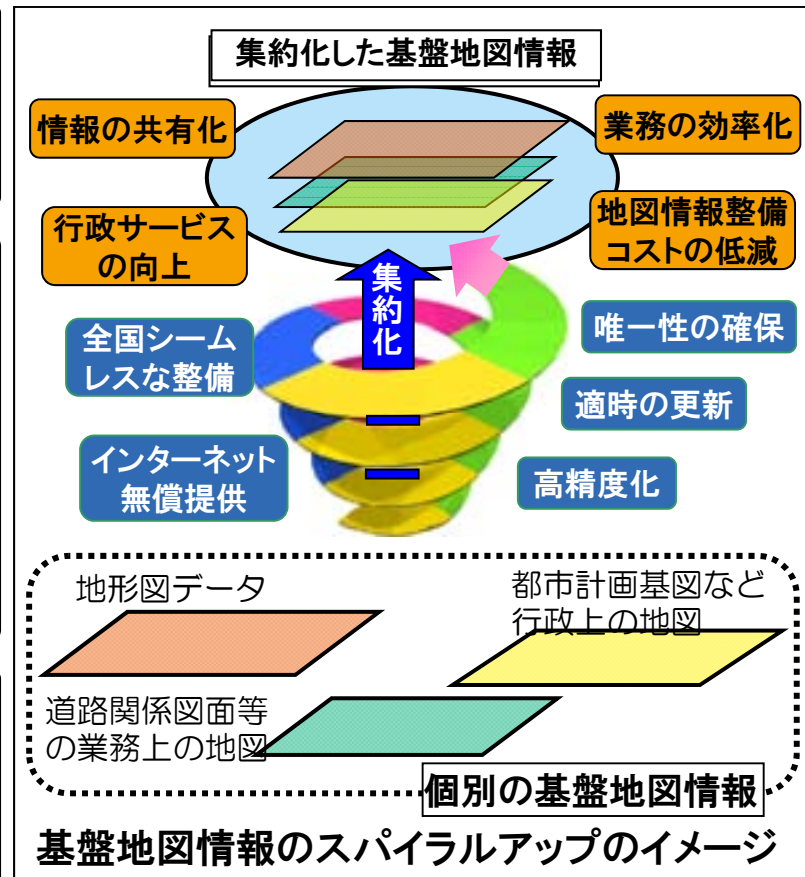 集約化した基盤地図情報
情報の共有化
業務の効率化
行政サービス
の向上
地図情報整備
コストの低減
集約化
全国シーム
レスな整備
唯一性の確保
適時の更新
インターネット
無償提供
高精度化
地形図データ
都市計画基図など
行政上の地図
道路関係図面等
の業務上の地図
個別の基盤地図情報
基盤地図情報のスパイラルアップのイメージ